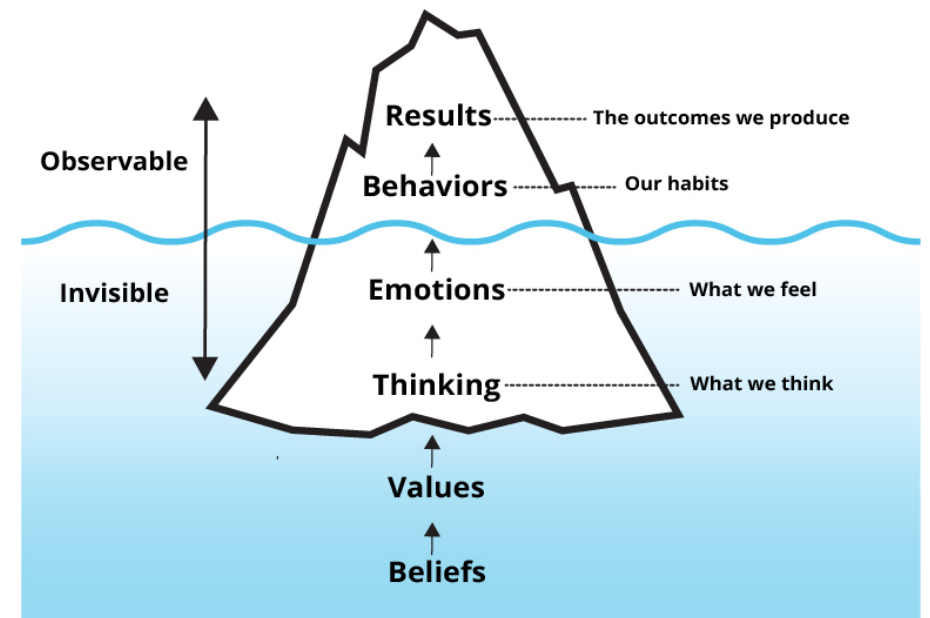 Results
The outcomes we produce
Observable
Behaviors
Our habits
Invisible
Emotions
What we feel
Thinking
What we think
Values
Beliefs